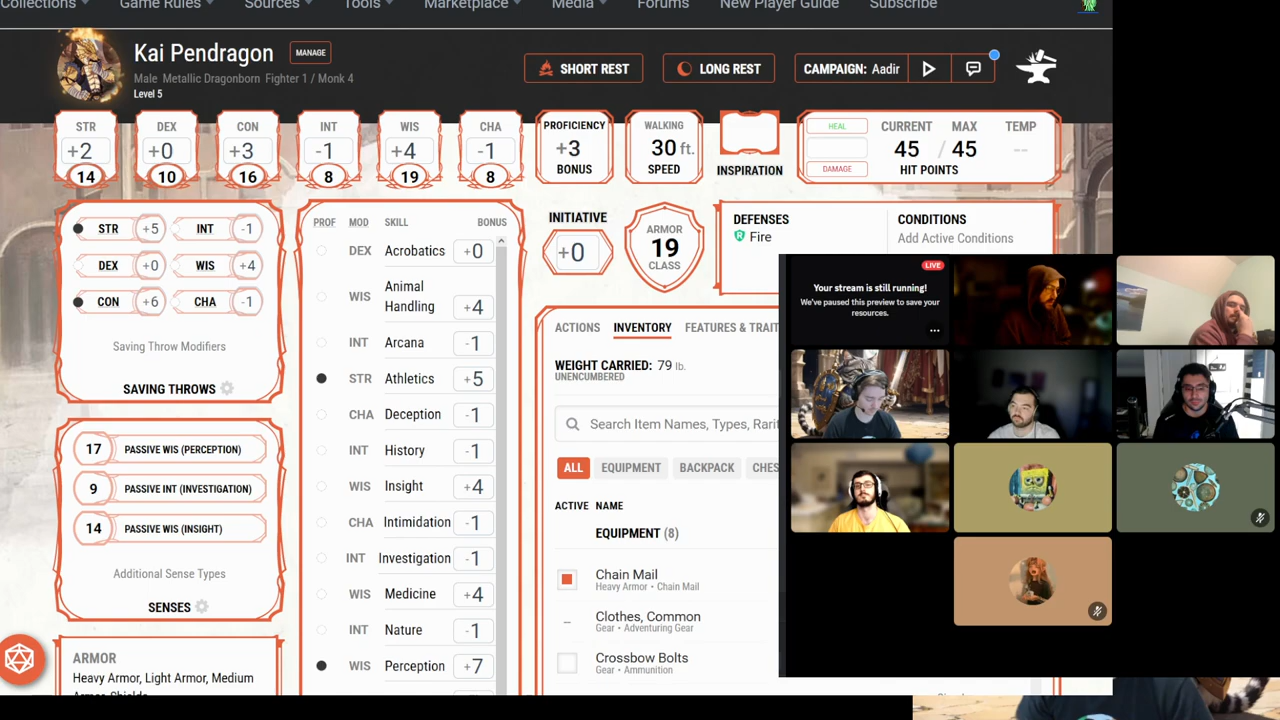 Collections Game Rules Sources Tools Marketplace Media Forums New Player Guide Subscribe
Kai Pendragon MANAGE
Male Metallic Dragonborn Fighter 1 / Monk 4
Level 5
SHORT REST LONG REST CAMPAIGN: Aadir
STR DEX CON INT WIS CHA
+2 +0 +3 -1 +4 -1
14 10 16 8 19 8
PROFICIENCY
+3
BONUS
WALKING
30 ft.
SPEED
INSPIRATION
HEAL
DAMAGE
CURRENT MAX TEMP
45 / 45 --
HIT POINTS
STR +5 INT -1
DEX +0 WIS +4
CON +6 CHA -1
Saving Throw Modifiers
SAVING THROWS
17 PASSIVE WIS (PERCEPTION)
9 PASSIVE INT (INVESTIGATION)
14 PASSIVE WIS (INSIGHT)
Additional Sense Types
SENSES
ARMOR
Heavy Armor, Light Armor, Medium
Armor, Shields
PROF MOD SKILL BONUS
DEX Acrobatics +0
WIS Animal Handling +4
INT Arcana -1
STR Athletics +5
CHA Deception -1
INT History -1
WIS Insight +4
CHA Intimidation -1
INT Investigation -1
WIS Medicine +4
INT Nature -1
WIS Perception +7
INITIATIVE
+0
ARMOR
19
CLASS
DEFENSES
Fire
CONDITIONS
Add Active Conditions
ACTIONS INVENTORY FEATURES & TRAIT
WEIGHT CARRIED: 79 lb.
UNENCUMBERED
Search Item Names, Types, Rarit
ALL EQUIPMENT BACKPACK CHES
ACTIVE NAME
EQUIPMENT (8)
Chain Mail
Heavy Armor • Chain Mail
-- Clothes, Common
Gear • Adventuring Gear
Crossbow Bolts
Gear • Ammunition
LIVE
Your stream is still running!
We've paused this preview to save your
resources.